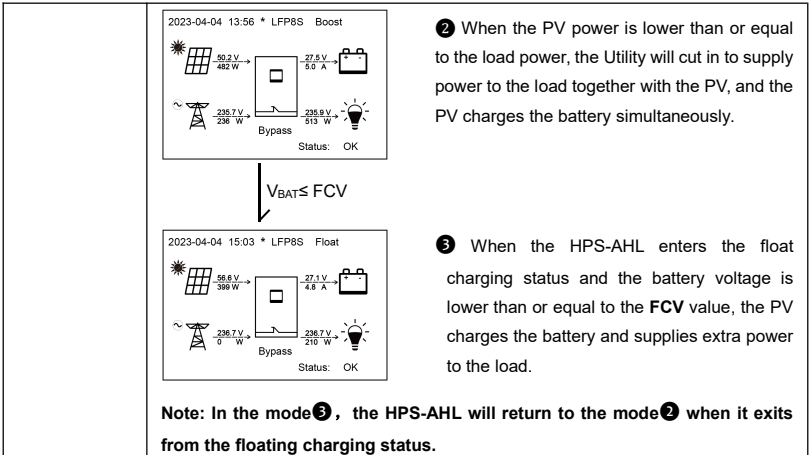 2023-04-04 13:56 * LFP8S Boost
50.2 V
482 W
27.5 V
5.0 A
+ -
235.7 V
236 W
235.9 V
513 W
Bypass
Status: OK
❷ When the PV power is lower than or equal
to the load power, the Utility will cut in to supply
power to the load together with the PV, and the
PV charges the battery simultaneously.
VBAT≤ FCV
2023-04-04 15:03 * LFP8S Float
56.6 V
399 W
27.1 V
4.8 A
+ -
236.7 V
0 W
236.7 V
210 W
Bypass
Status: OK
❸ When the HPS-AHL enters the float
charging status and the battery voltage is
lower than or equal to the FCV value, the PV
charges the battery and supplies extra power
to the load.
Note: In the mode❸, the HPS-AHL will return to the mode❷ when it exits
from the floating charging status.